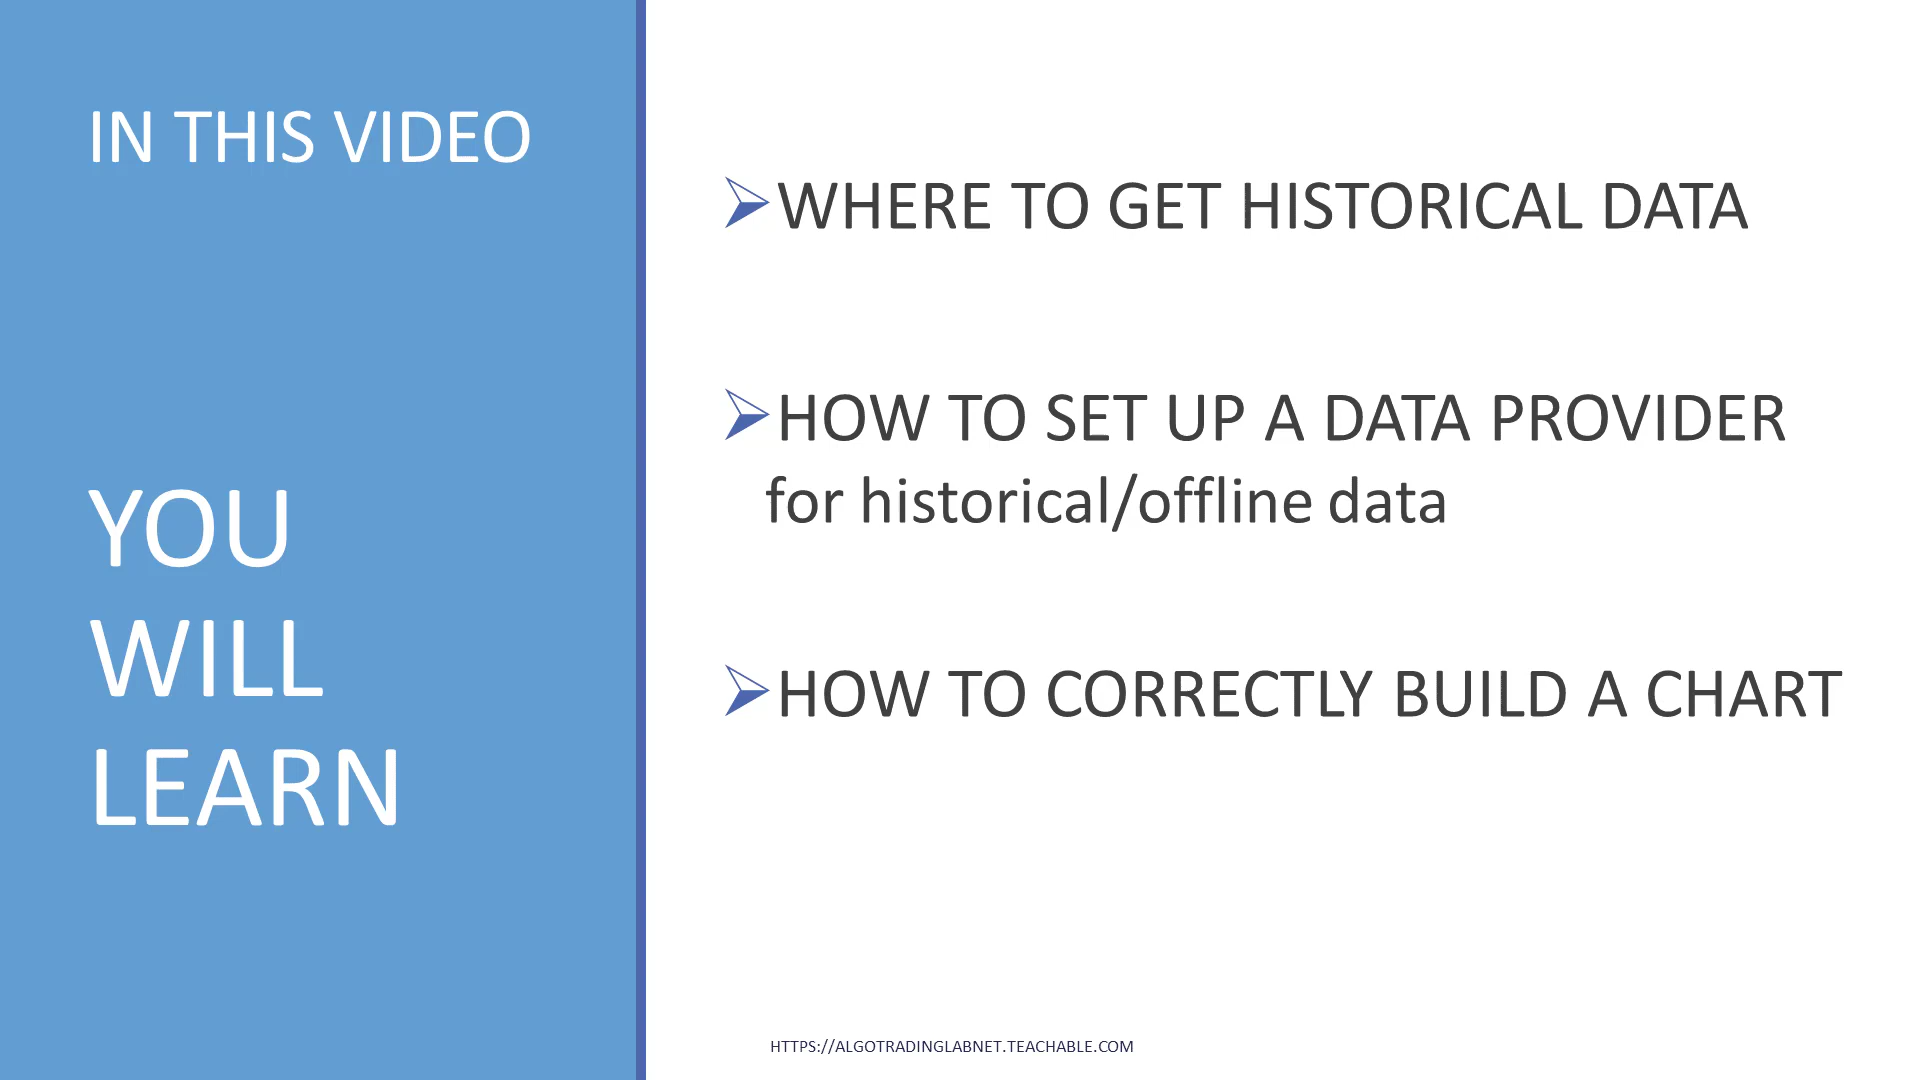 IN THIS VIDEO
YOU
WILL
LEARN
WHERE TO GET HISTORICAL DATA
HOW TO SET UP A DATA PROVIDER
for historical/offline data
HOW TO CORRECTLY BUILD A CHART
HTTPS://ALGOTRADINGLABNET.TEACHABLE.COM